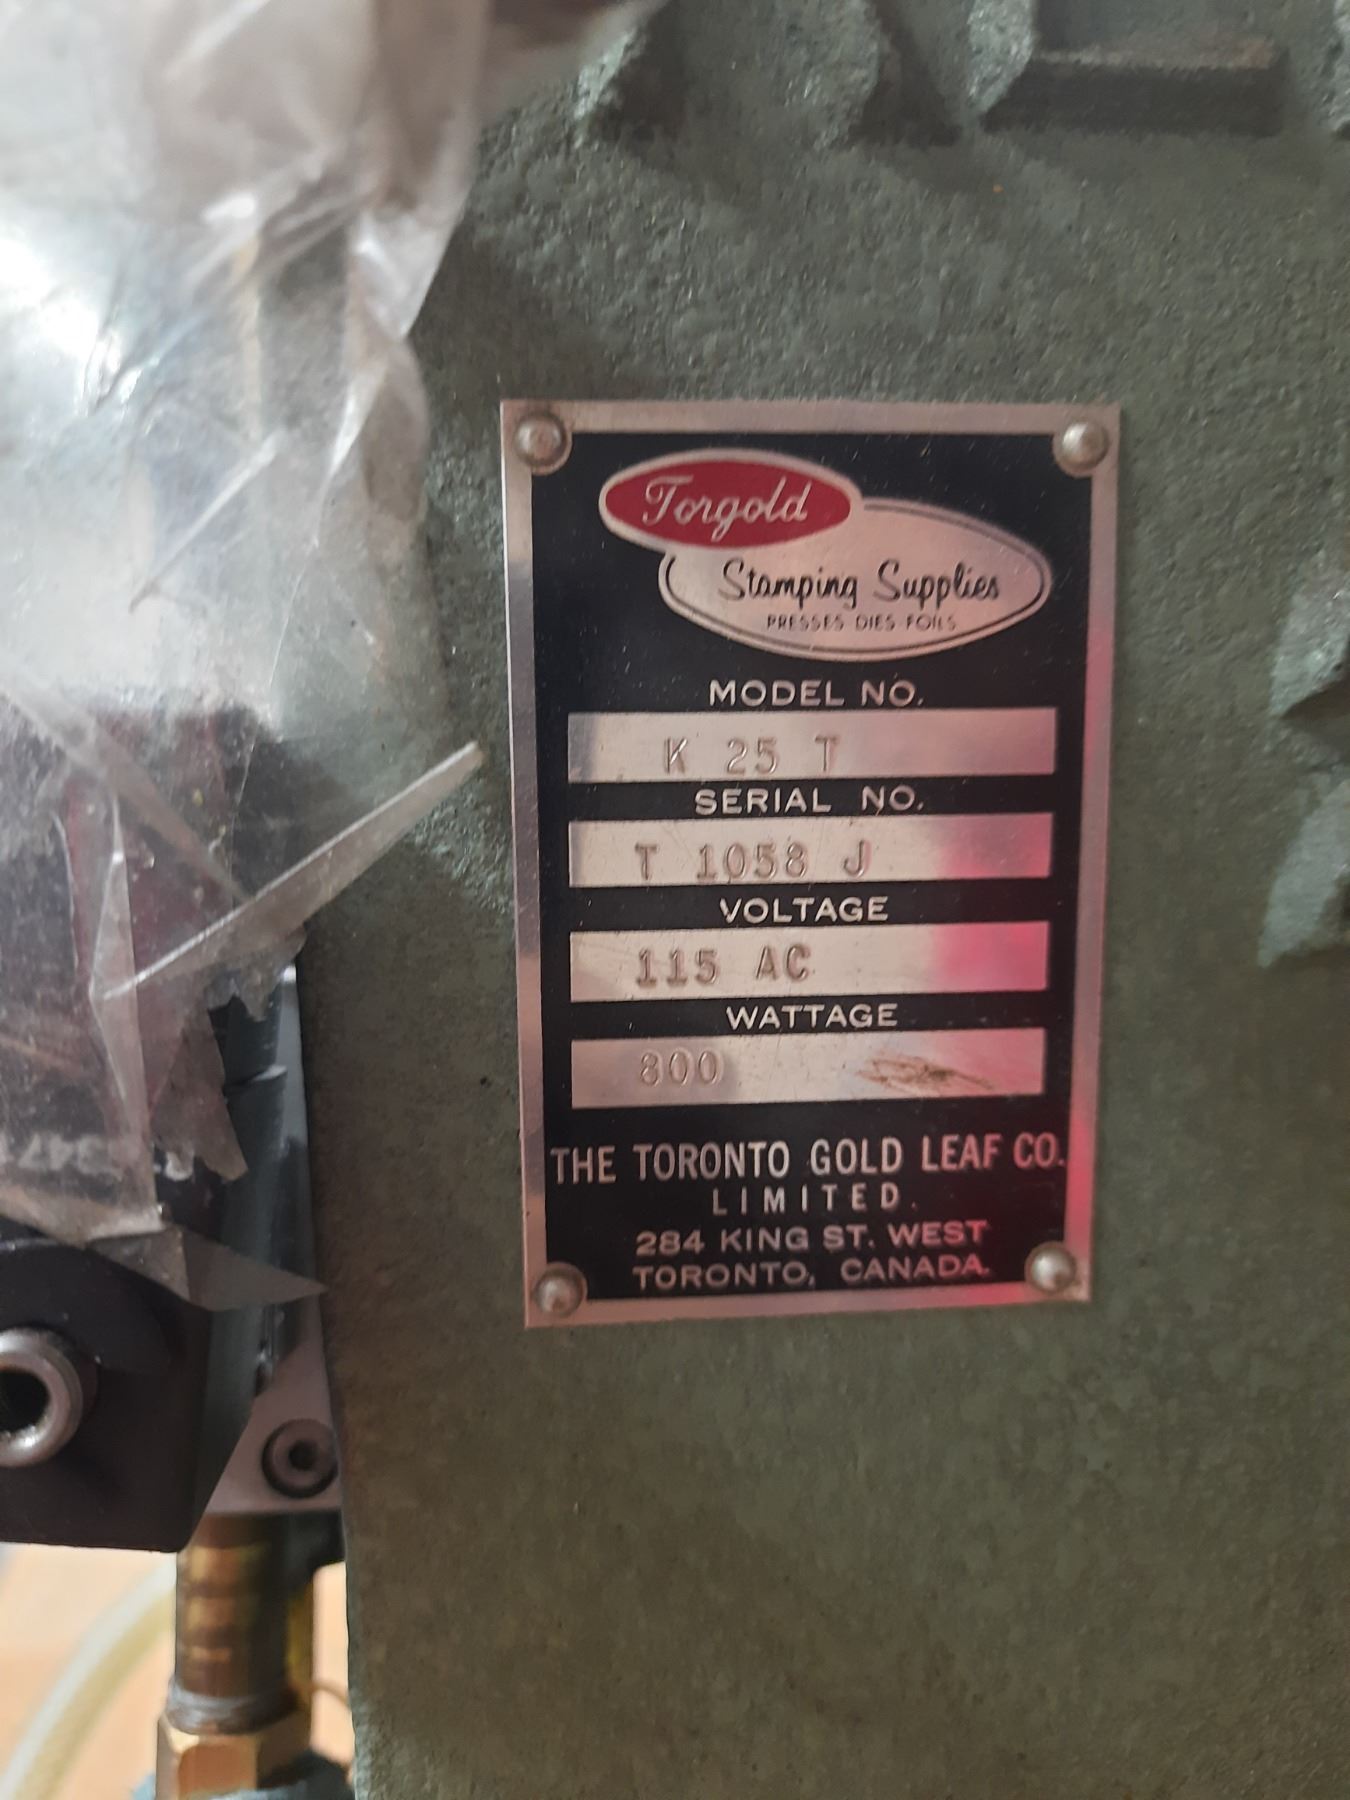 Torgold
Stamping Supplies
PRESSES DIES FOILS
MODEL NO.
K 25 T
SERIAL NO.
T 1058 J
VOLTAGE
115 AC
WATTAGE
800
THE TORONTO GOLD LEAF CO.
LIMITED.
284 KING ST. WEST
TORONTO, CANADA.